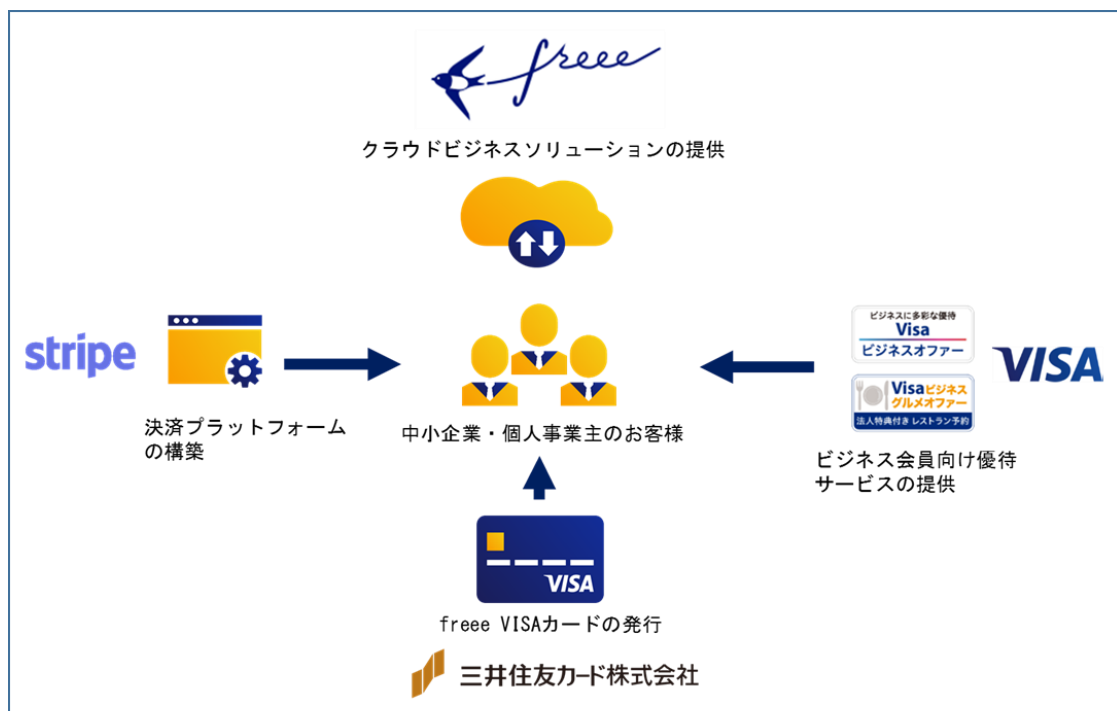 freee
クラウドビジネスソリューションの提供
stripe
決済プラットフォーム
の構築
中小企業・個人事業主のお客様
ビジネスに多彩な優待
Visa
ビジネスオファー
Visaビジネス
グルメオファー
法人特典付き レストラン予約
VISA
ビジネス会員向け優待
サービスの提供
VISA
freee VISAカードの発行
三井住友カード株式会社